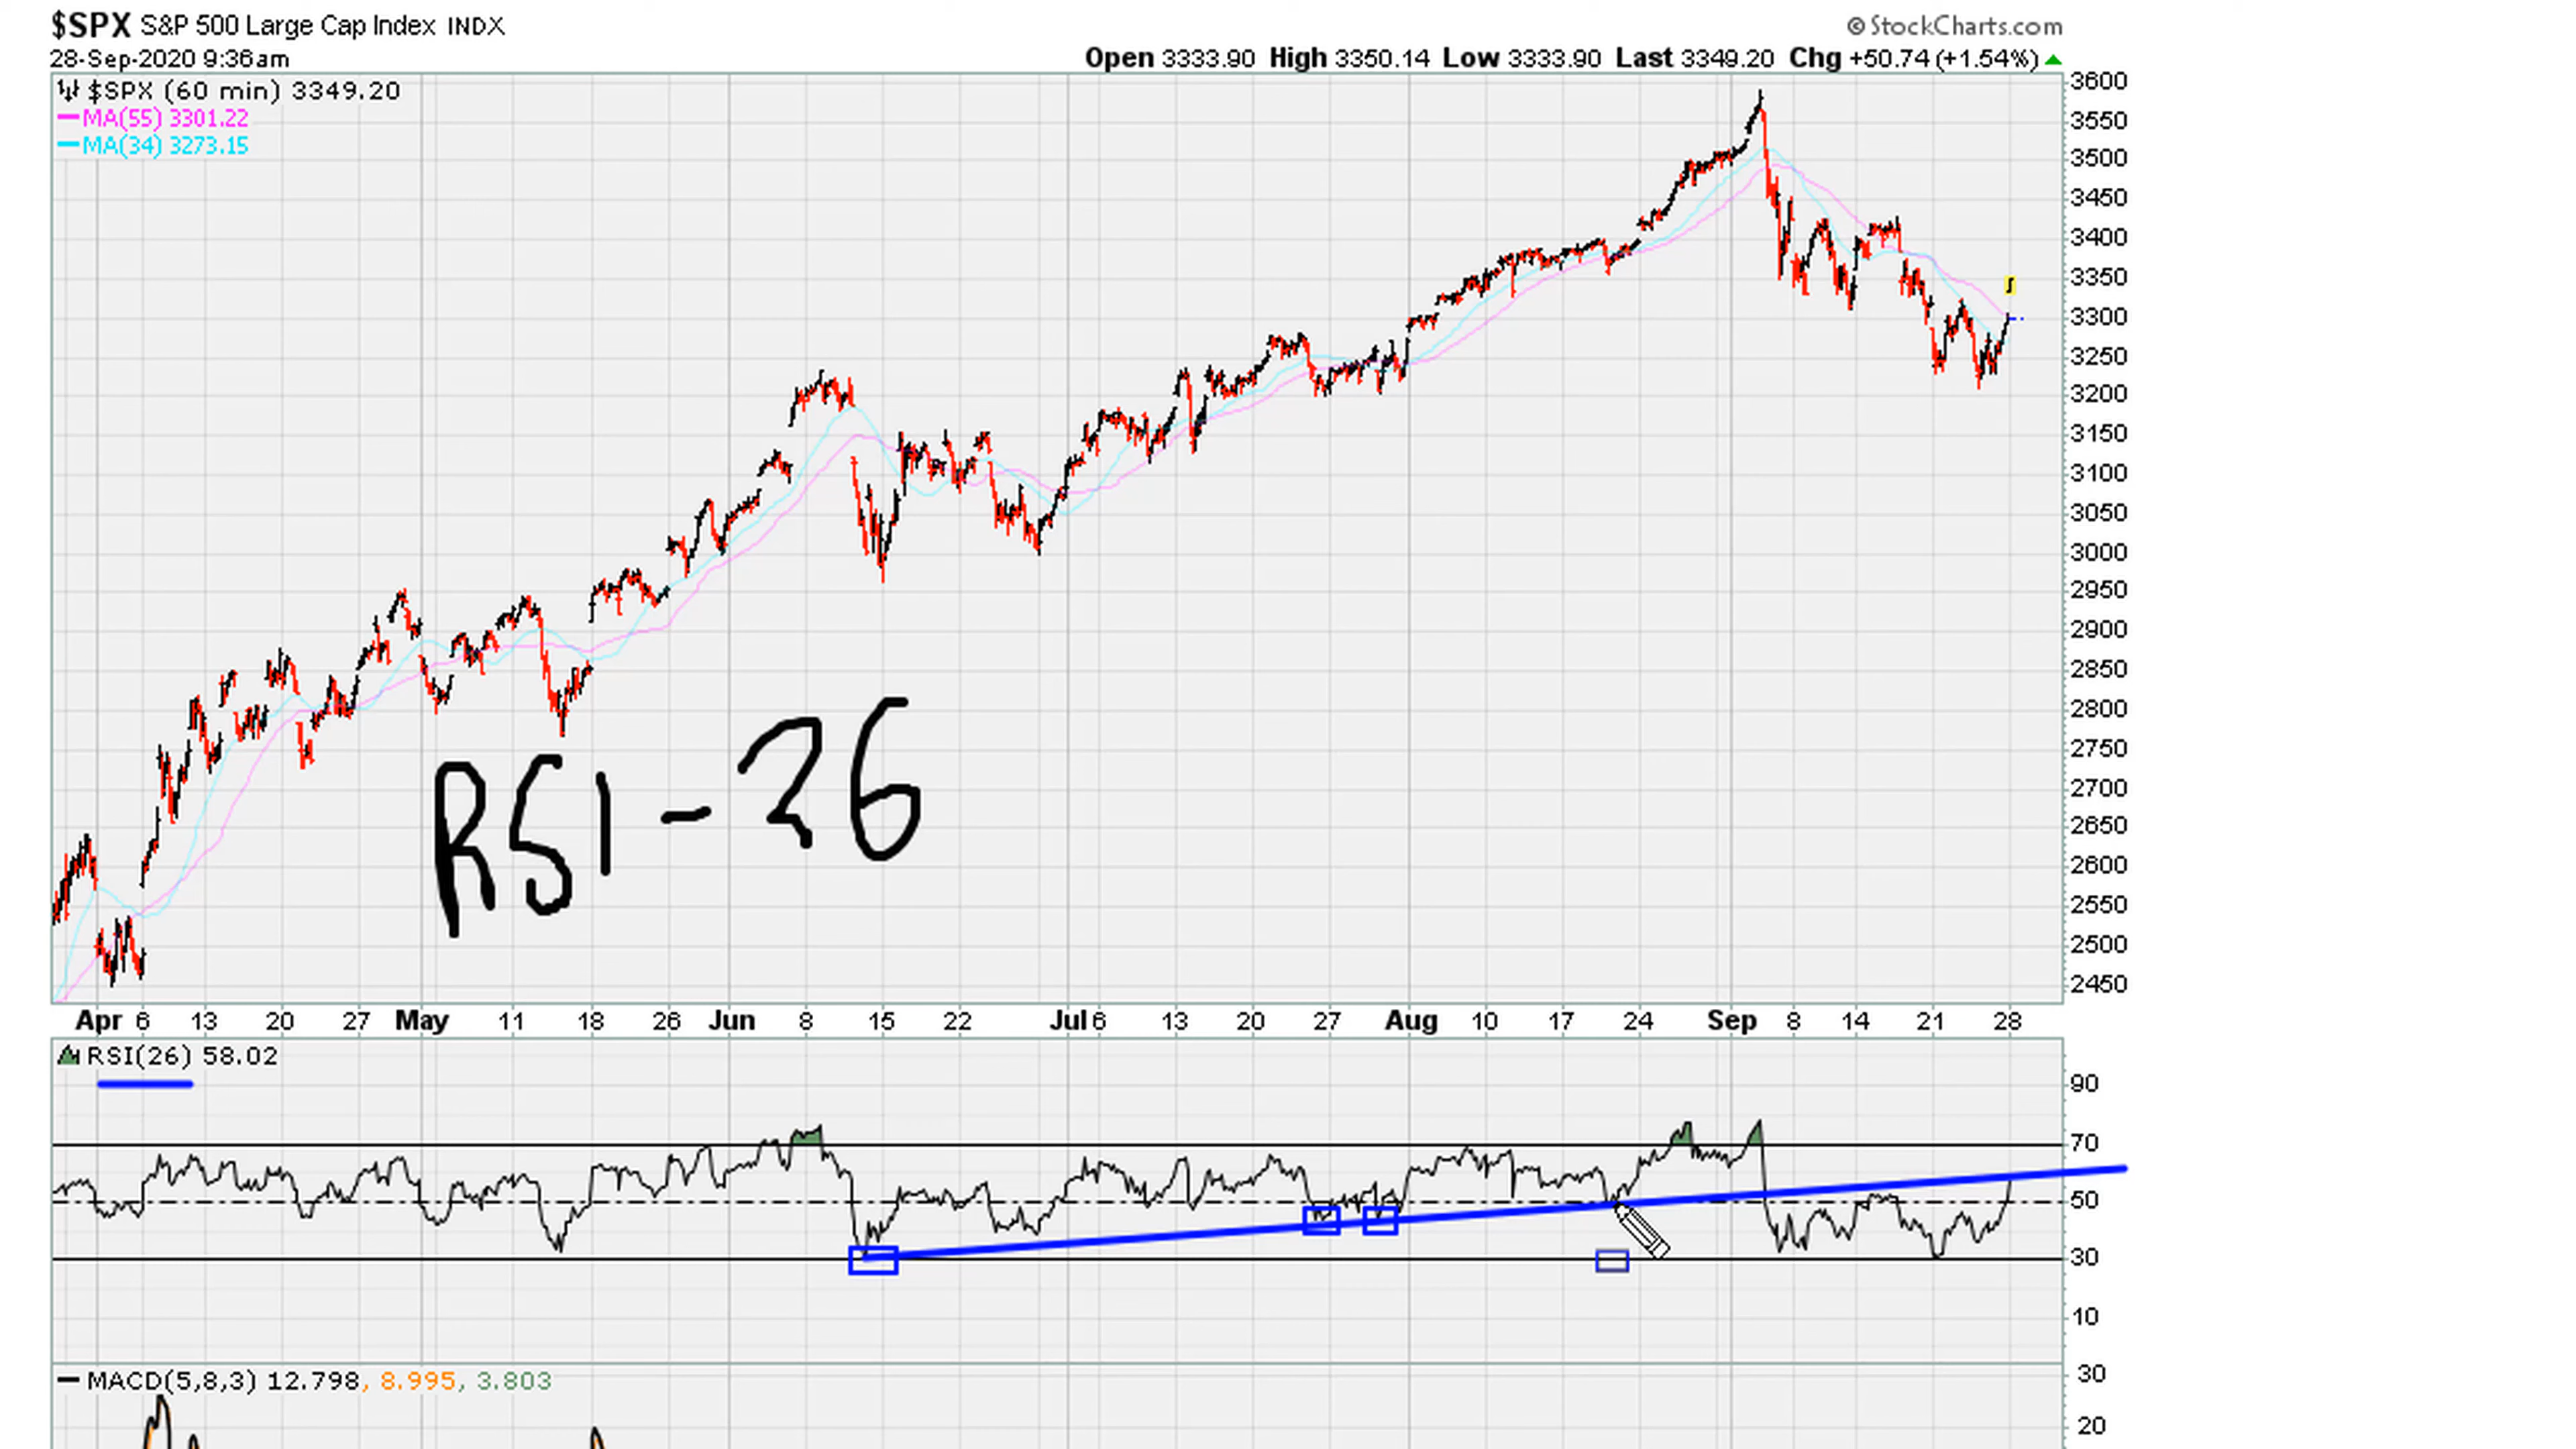 $SPX S&P 500 Large Cap Index INDX
© StockCharts.com
28-Sep-2020 9:36am
Open 3333.90 High 3350.14 Low 3333.90 Last 3349.20 Chg +50.74 (+1.54%)
$SPX (60 min) 3349.20
MA(55) 3301.22
MA(34) 3273.15
3600
3550
3500
3450
3400
3350
3300
3250
3200
3150
3100
3050
3000
2950
2900
2850
2800
2750
2700
2650
2600
2550
2500
2450
RSI-26
Apr 6 13 20 27 May 11 18 26 Jun 8 15 22 Jul 6 13 20 27 Aug 10 17 24 Sep 8 14 21 28
RSI(26) 58.02
90
70
50
30
10
MACD(5,8,3) 12.798, 8.995, 3.803
30
20